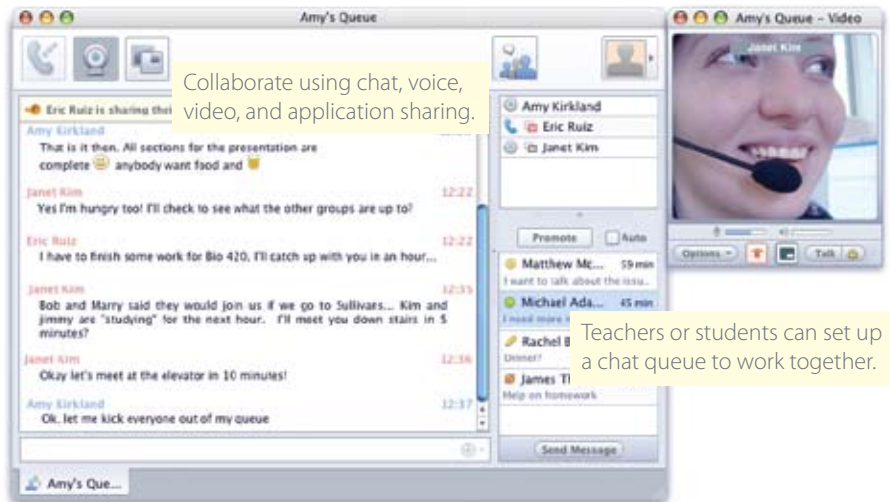 Amy's Queue
Amy's Queue – Video
Janet Kim
Collaborate using chat, voice,
video, and application sharing.
Eric Ruiz is sharing thei
Amy Kirkland
That is it then. All sections for the presentation are
complete anybody want food and
Janet Kim 12:22
Yes I'm hungry too! I'll check to see what the other groups are up to?
Eric Ruiz 12:22
I have to finish some work for Bio 420, I'll catch up with you in an hour...
Janet Kim 12:35
Bob and Marry said they would join us if we go to Sullivars... Kim and
jimmy are "studying" for the next hour. I'll meet you down stairs in 5
minutes?
Janet Kim 12:36
Okay let's meet at the elevator in 10 minutes!
Amy Kirkland 12:37
Ok, let me kick everyone out of my queue
Amy Kirkland
Eric Ruiz
Janet Kim
Promote Auto
Matthew Mc... 59 min
I want to talk about the issu...
Michael Ada... 45 min
I need more
Rachel B
Dinner?
James T
Help on homework
Send Message
Options Talk
Teachers or students can set up
a chat queue to work together.
Amy's Que...